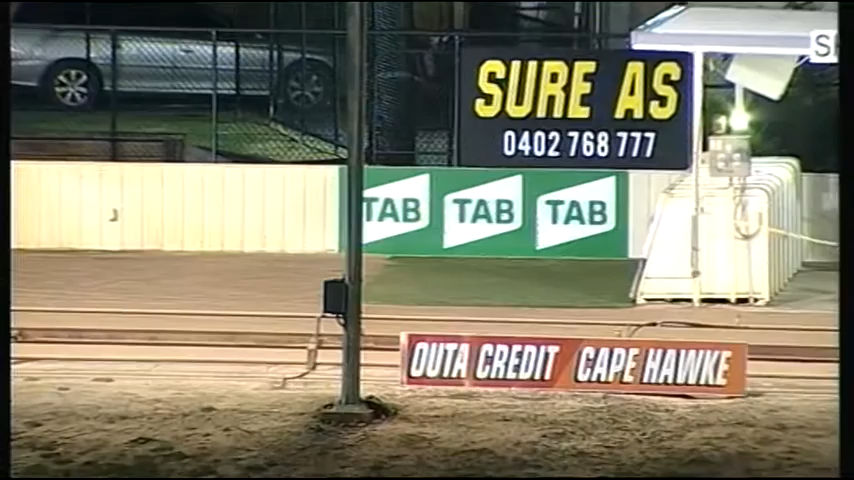 SURE AS
0402 768 777
TAB TAB TAB
OUTA CREDIT CAPE HAWKE